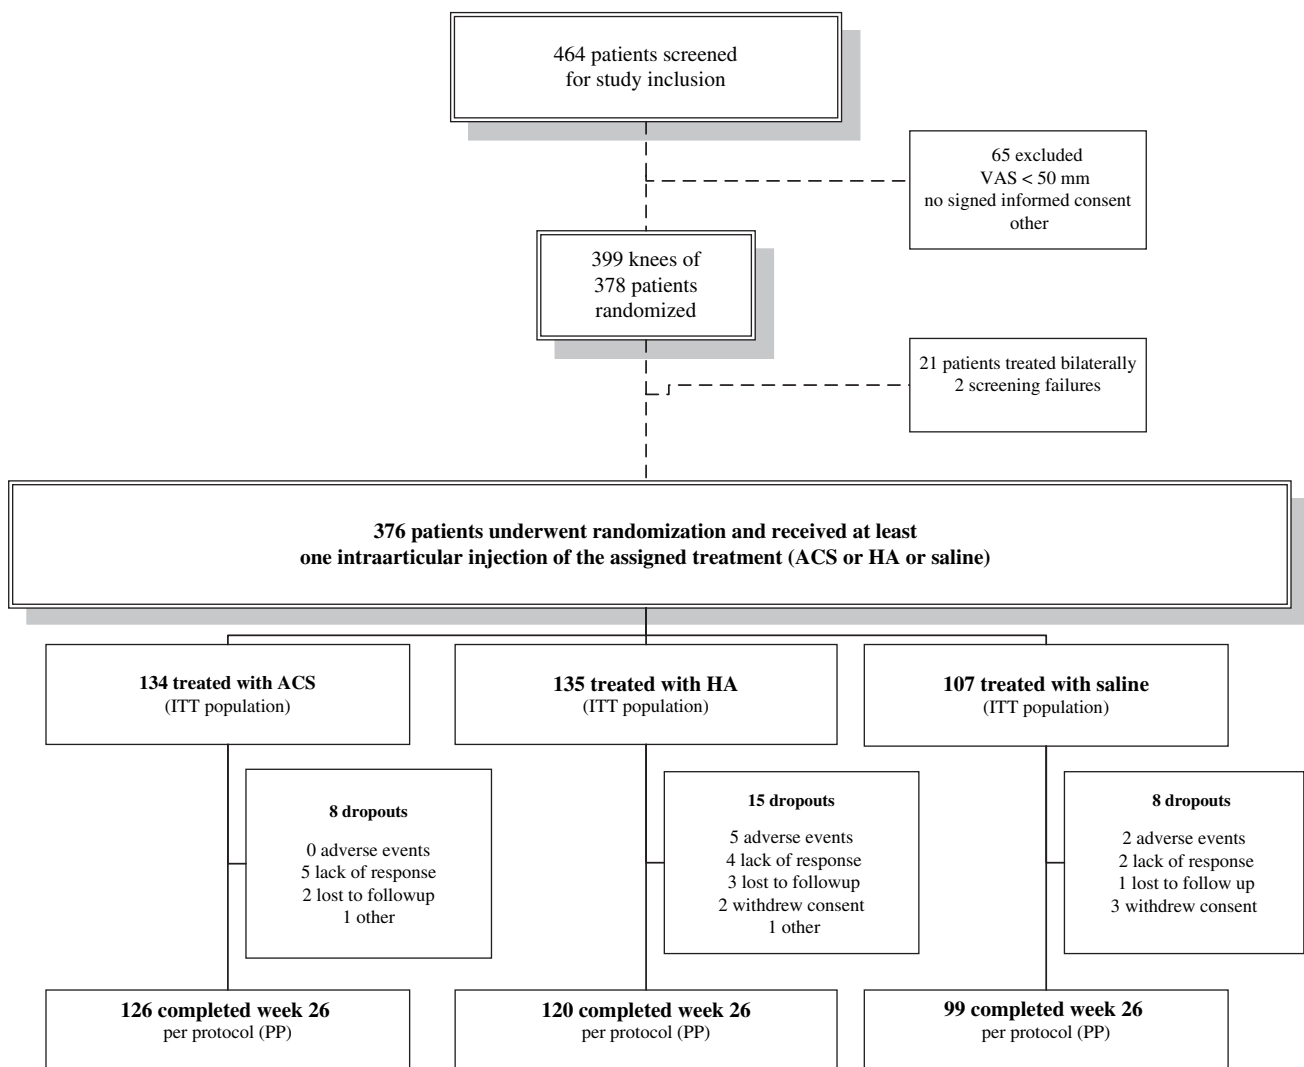 464 patients screened
for study inclusion
65 excluded
VAS < 50 mm
no signed informed consent
other
399 knees of
378 patients
randomized
21 patients treated bilaterally
2 screening failures
376 patients underwent randomization and received at least
one intraarticular injection of the assigned treatment (ACS or HA or saline)
134 treated with ACS
(ITT population)
135 treated with HA
(ITT population)
107 treated with saline
(ITT population)
8 dropouts
0 adverse events
5 lack of response
2 lost to followup
1 other
15 dropouts
5 adverse events
4 lack of response
3 lost to followup
2 withdrew consent
1 other
8 dropouts
2 adverse events
2 lack of response
1 lost to follow up
3 withdrew consent
126 completed week 26
per protocol (PP)
120 completed week 26
per protocol (PP)
99 completed week 26
per protocol (PP)